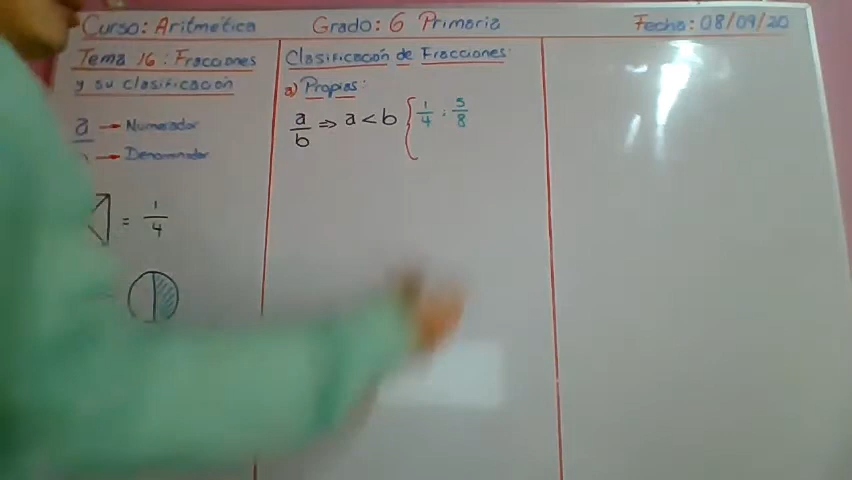 Curso: Aritmética
Grado: 6 Primaria
Fecha: 08/09/20
Tema 16: Fracciones
y su clasificación
a → Numerador
→ Denominador
= 1/4
Clasificación de Fracciones:
a) Propias:
a/b ⇒ a < b { 1/4 ; 5/8